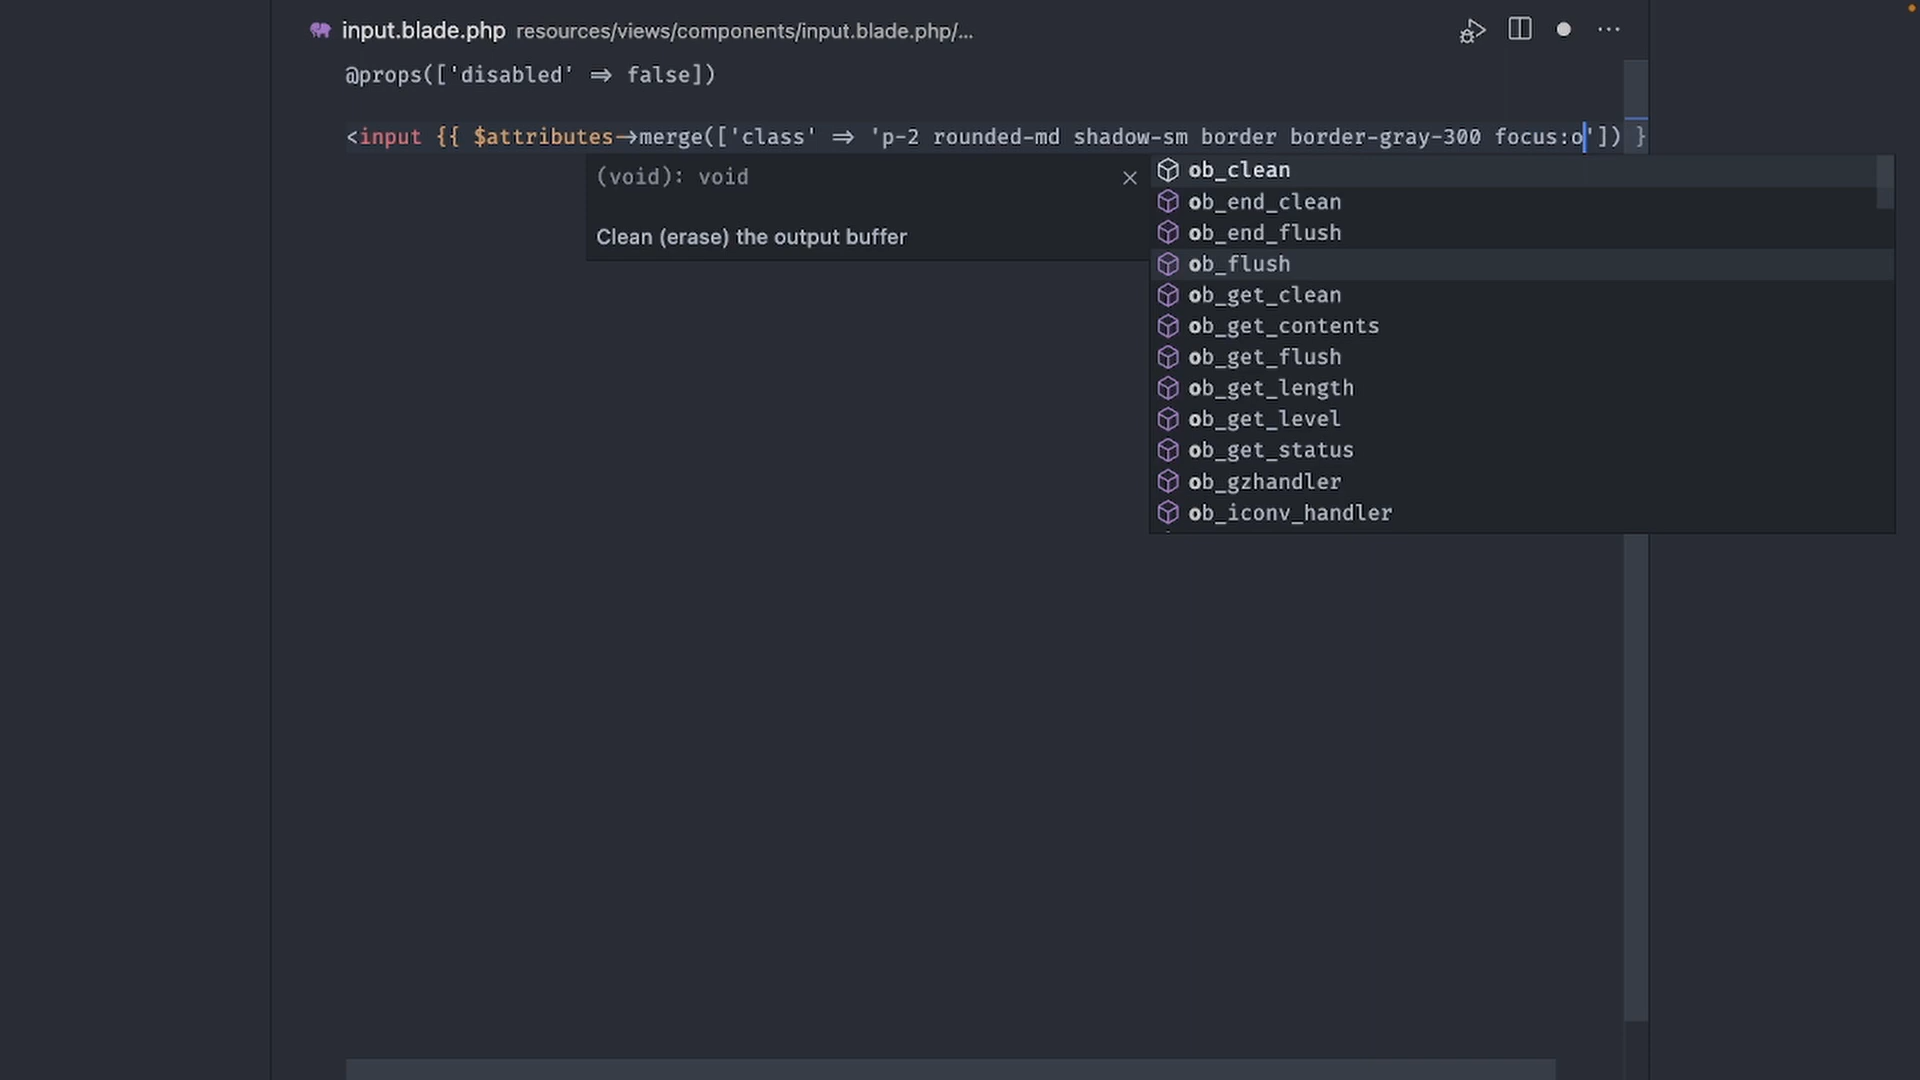 input.blade.php resources/views/components/input.blade.php/...
@props(['disabled' => false])
<input {{ $attributes->merge(['class' => 'p-2 rounded-md shadow-sm border border-gray-300 focus:o']) }
(void): void
Clean (erase) the output buffer
ob_clean
ob_end_clean
ob_end_flush
ob_flush
ob_get_clean
ob_get_contents
ob_get_flush
ob_get_length
ob_get_level
ob_get_status
ob_gzhandler
ob_iconv_handler